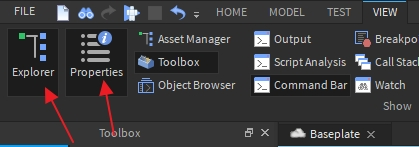 FILE HOME MODEL TEST VIEW
Explorer Properties
Asset Manager Output Breakpo
Toolbox Script Analysis Call Stack
Object Browser Command Bar Watch
Show
Toolbox Baseplate